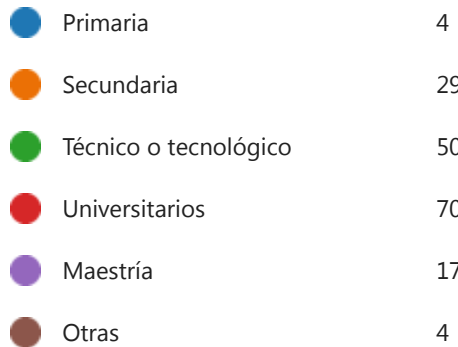 Primaria 4
Secundaria 29
Técnico o tecnológico 50
Universitarios 70
Maestría 17
Otras 4